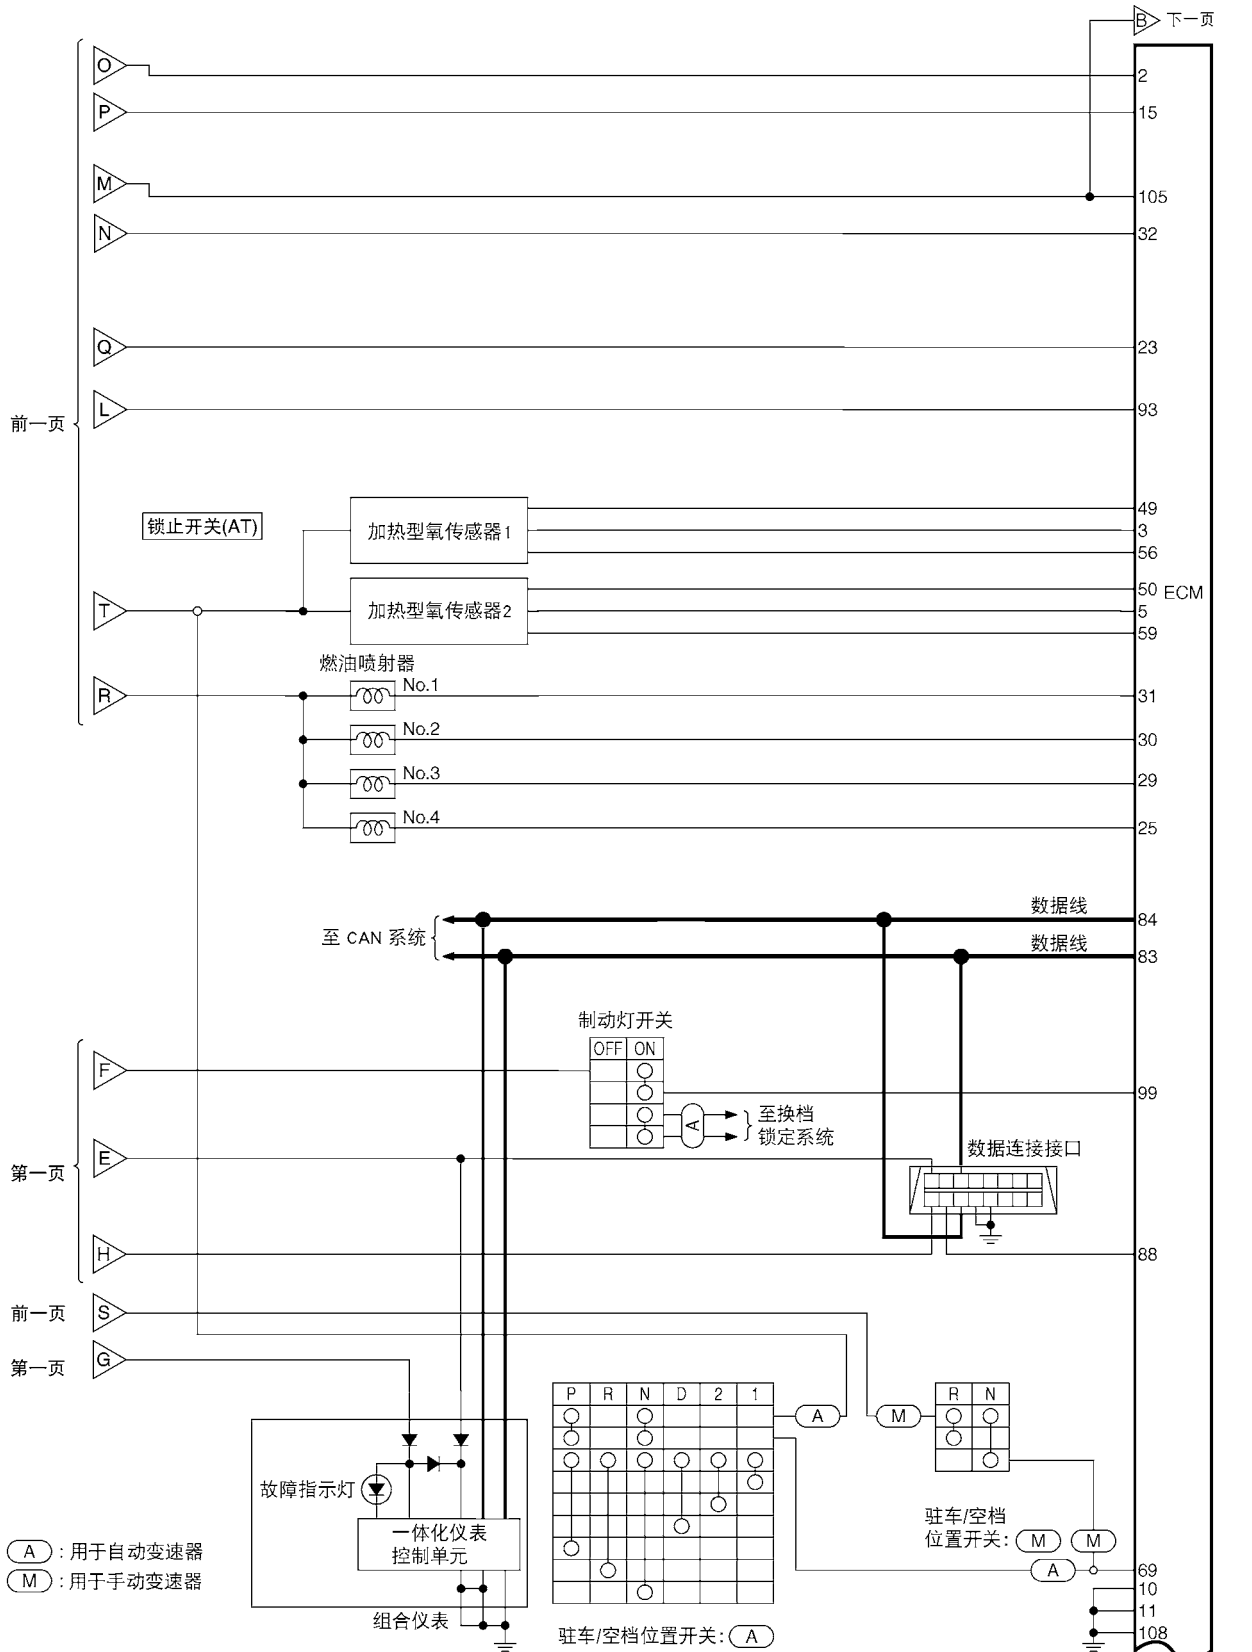 B 下一页
O
2
P
15
M
105
N
32
Q
23
前一页
L
93
锁止开关(AT)
加热型氧传感器1
49
3
56
T
加热型氧传感器2
50
ECM
5
59
燃油喷射器
R
No.1
31
No.2
30
No.3
29
No.4
25
至 CAN 系统
数据线
84
数据线
83
制动灯开关
OFF ON
F
99
A
至换档
锁定系统
第一页
E
数据连接接口
H
88
前一页
S
第一页
G
P R N D 2 1
A
M
R N
故障指示灯
一体化仪表
控制单元
驻车/空档
位置开关: M
M
A : 用于自动变速器
M : 用于手动变速器
A
69
10
11
108
组合仪表
驻车/空档位置开关: A